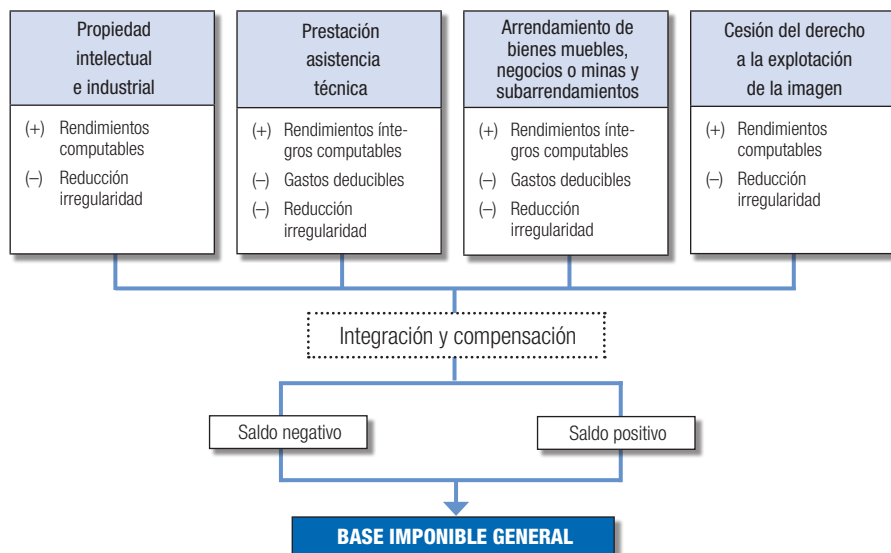 Propiedad
intelectual
e industrial
(+) Rendimientos
computables
(–) Reducción
irregularidad
Prestación
asistencia
técnica
(+) Rendimientos ínte-
gros computables
(–) Gastos deducibles
(–) Reducción
irregularidad
Arrendamiento de
bienes muebles,
negocios o minas y
subarrendamientos
(+) Rendimientos ínte-
gros computables
(–) Gastos deducibles
(–) Reducción
irregularidad
Cesión del derecho
a la explotación
de la imagen
(+) Rendimientos
computables
(–) Reducción
irregularidad
Integración y compensación
Saldo negativo
Saldo positivo
BASE IMPONIBLE GENERAL